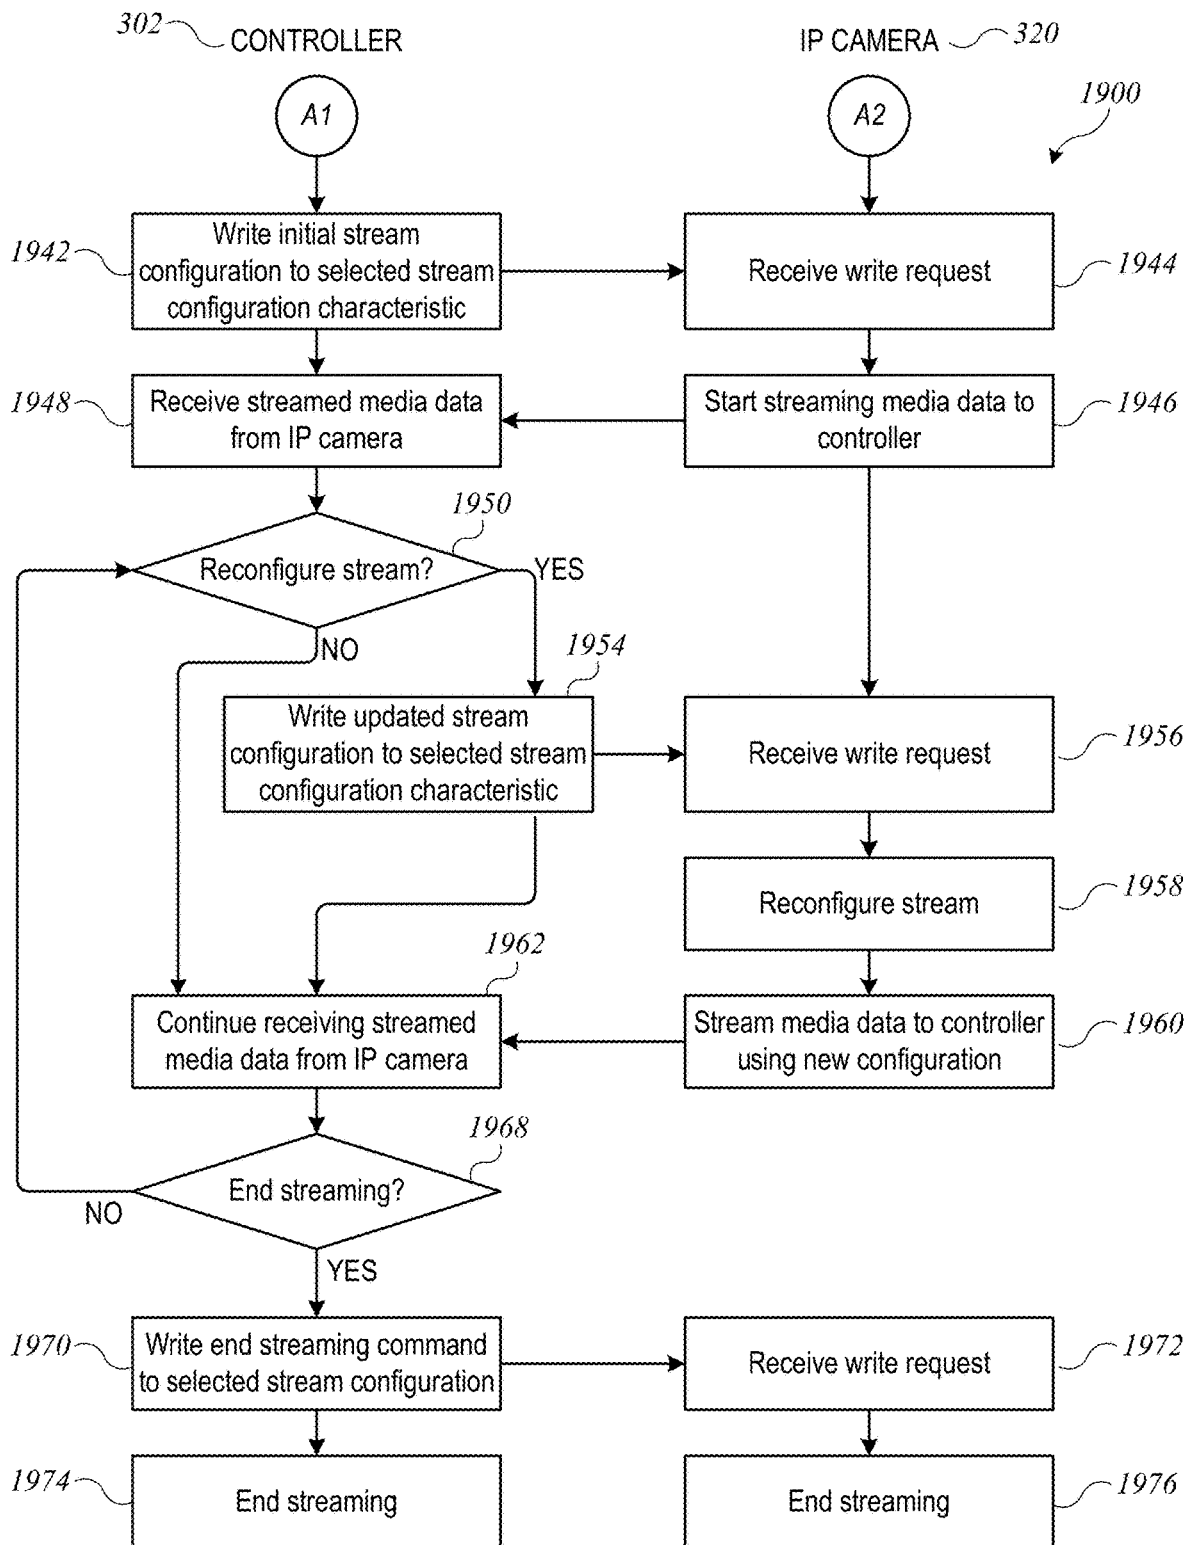 302 CONTROLLER
IP CAMERA 320
A1
A2
1900
1942
Write initial stream
configuration to selected stream
configuration characteristic
Receive write request
1944
1948
Receive streamed media data
from IP camera
Start streaming media data to
controller
1946
1950
Reconfigure stream?
YES
NO
1954
Write updated stream
configuration to selected stream
configuration characteristic
Receive write request
1956
Reconfigure stream
1958
1962
Continue receiving streamed
media data from IP camera
Stream media data to controller
using new configuration
1960
1968
End streaming?
NO
YES
1970
Write end streaming command
to selected stream configuration
Receive write request
1972
1974
End streaming
End streaming
1976